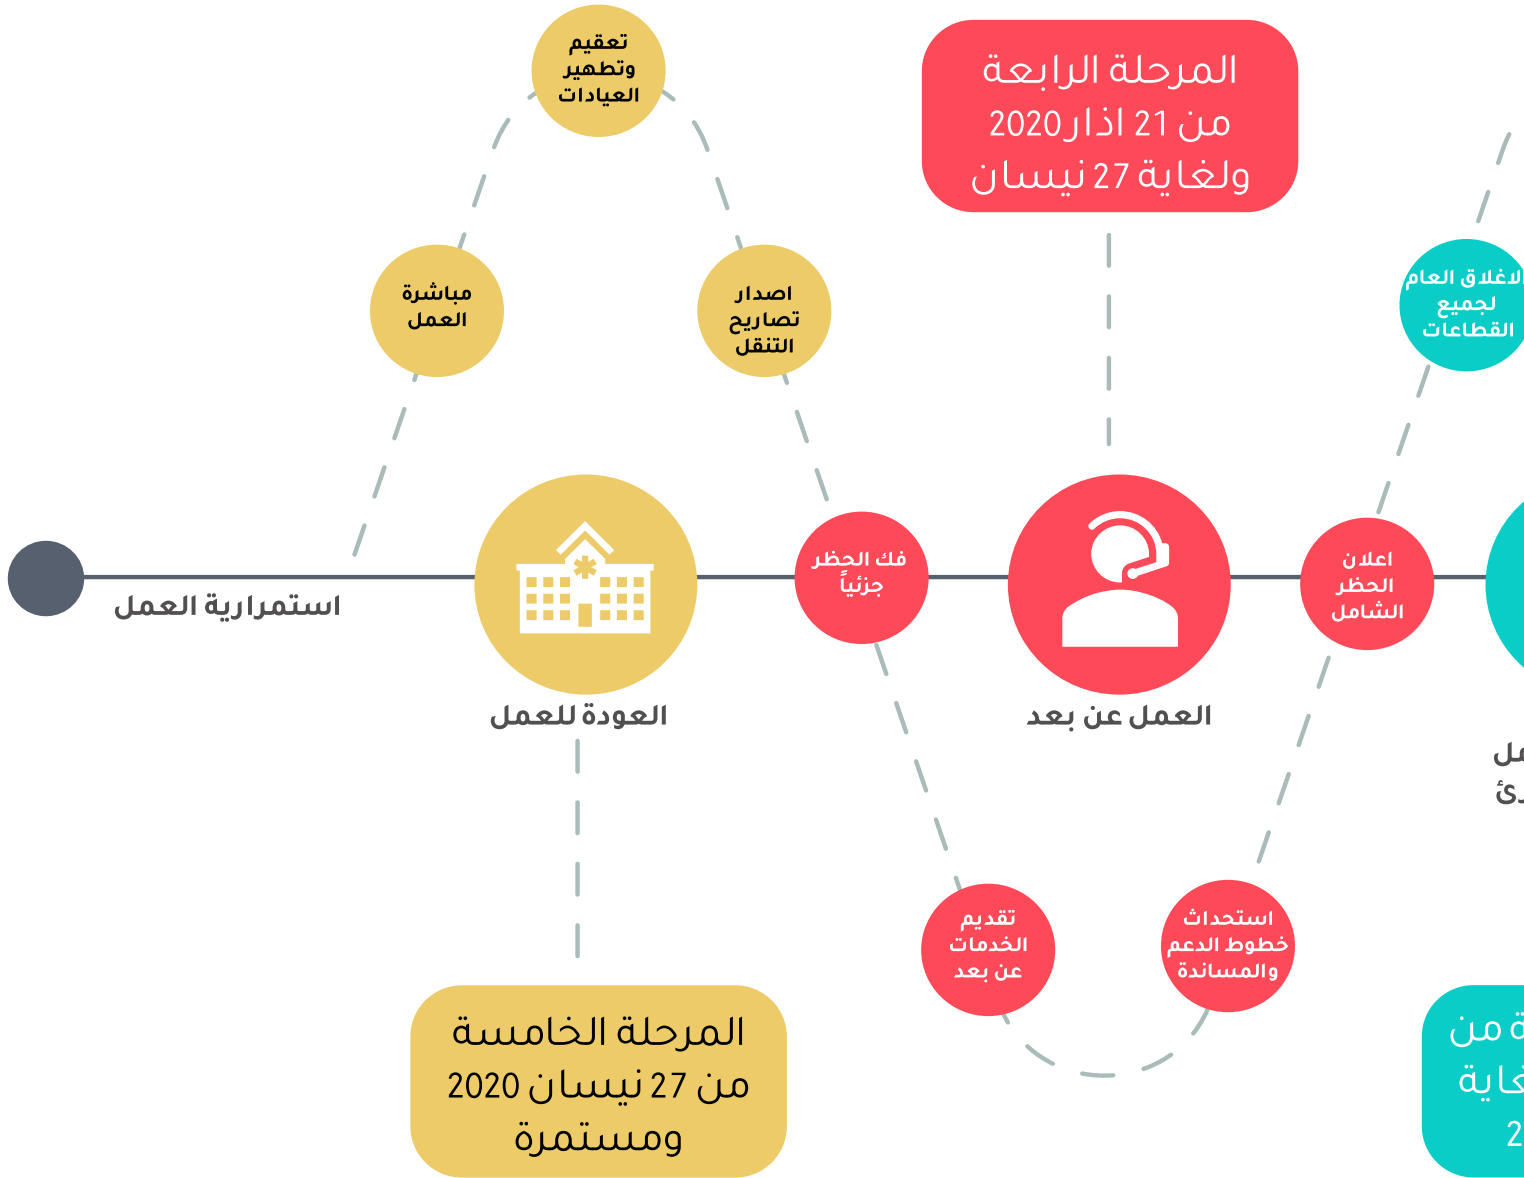 المرحلة الرابعة
من 21 اذار 2020
ولغاية 27 نيسان
الاغلاق العام
لجميع
القطاعات
اعلان
الحظر
الشامل
استحداث
خطوط الدعم
والمساندة
العمل عن بعد
تقديم
الخدمات
عن بعد
فك الحظر
جزئياً
اصدار
تصاريح
التنقل
تعقيم
وتطهير
العيادات
مباشرة
العمل
العودة للعمل
المرحلة الخامسة
من 27 نيسان 2020
ومستمرة
استمرارية العمل
من